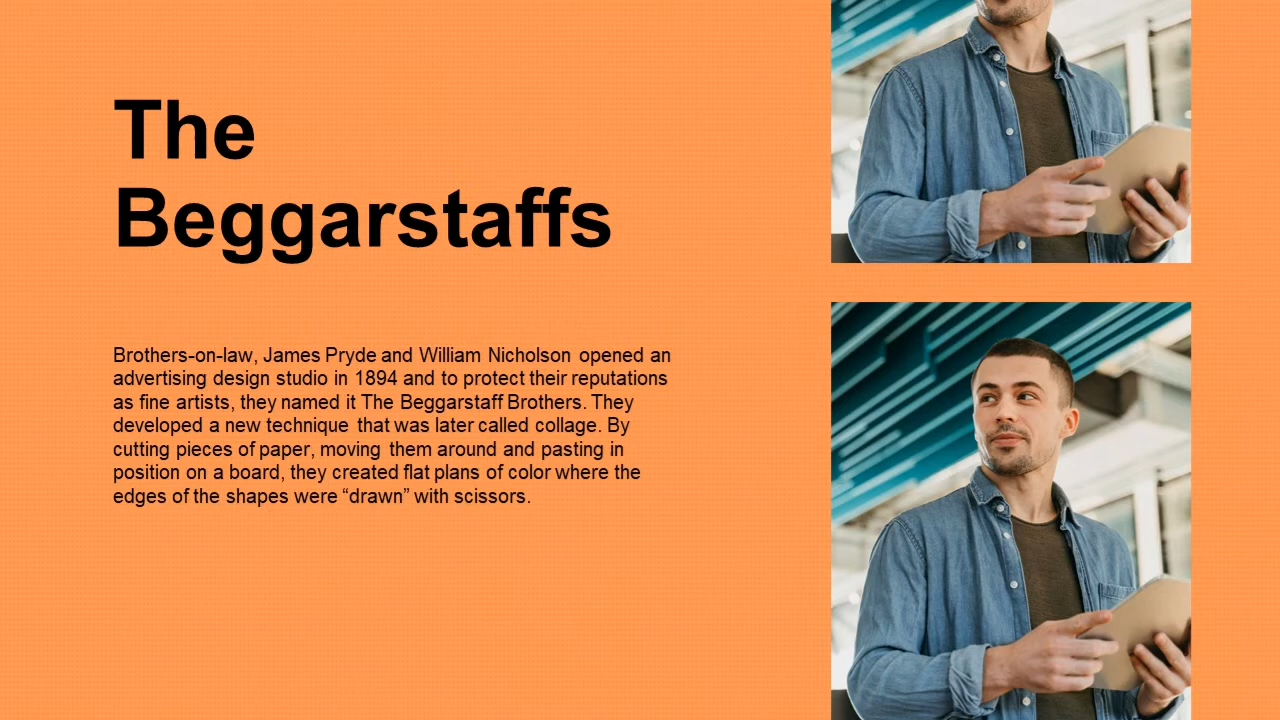 The
Beggarstaffs
Brothers-on-law, James Pryde and William Nicholson opened an
advertising design studio in 1894 and to protect their reputations
as fine artists, they named it The Beggarstaff Brothers. They
developed a new technique that was later called collage. By
cutting pieces of paper, moving them around and pasting in
position on a board, they created flat plans of color where the
edges of the shapes were “drawn” with scissors.